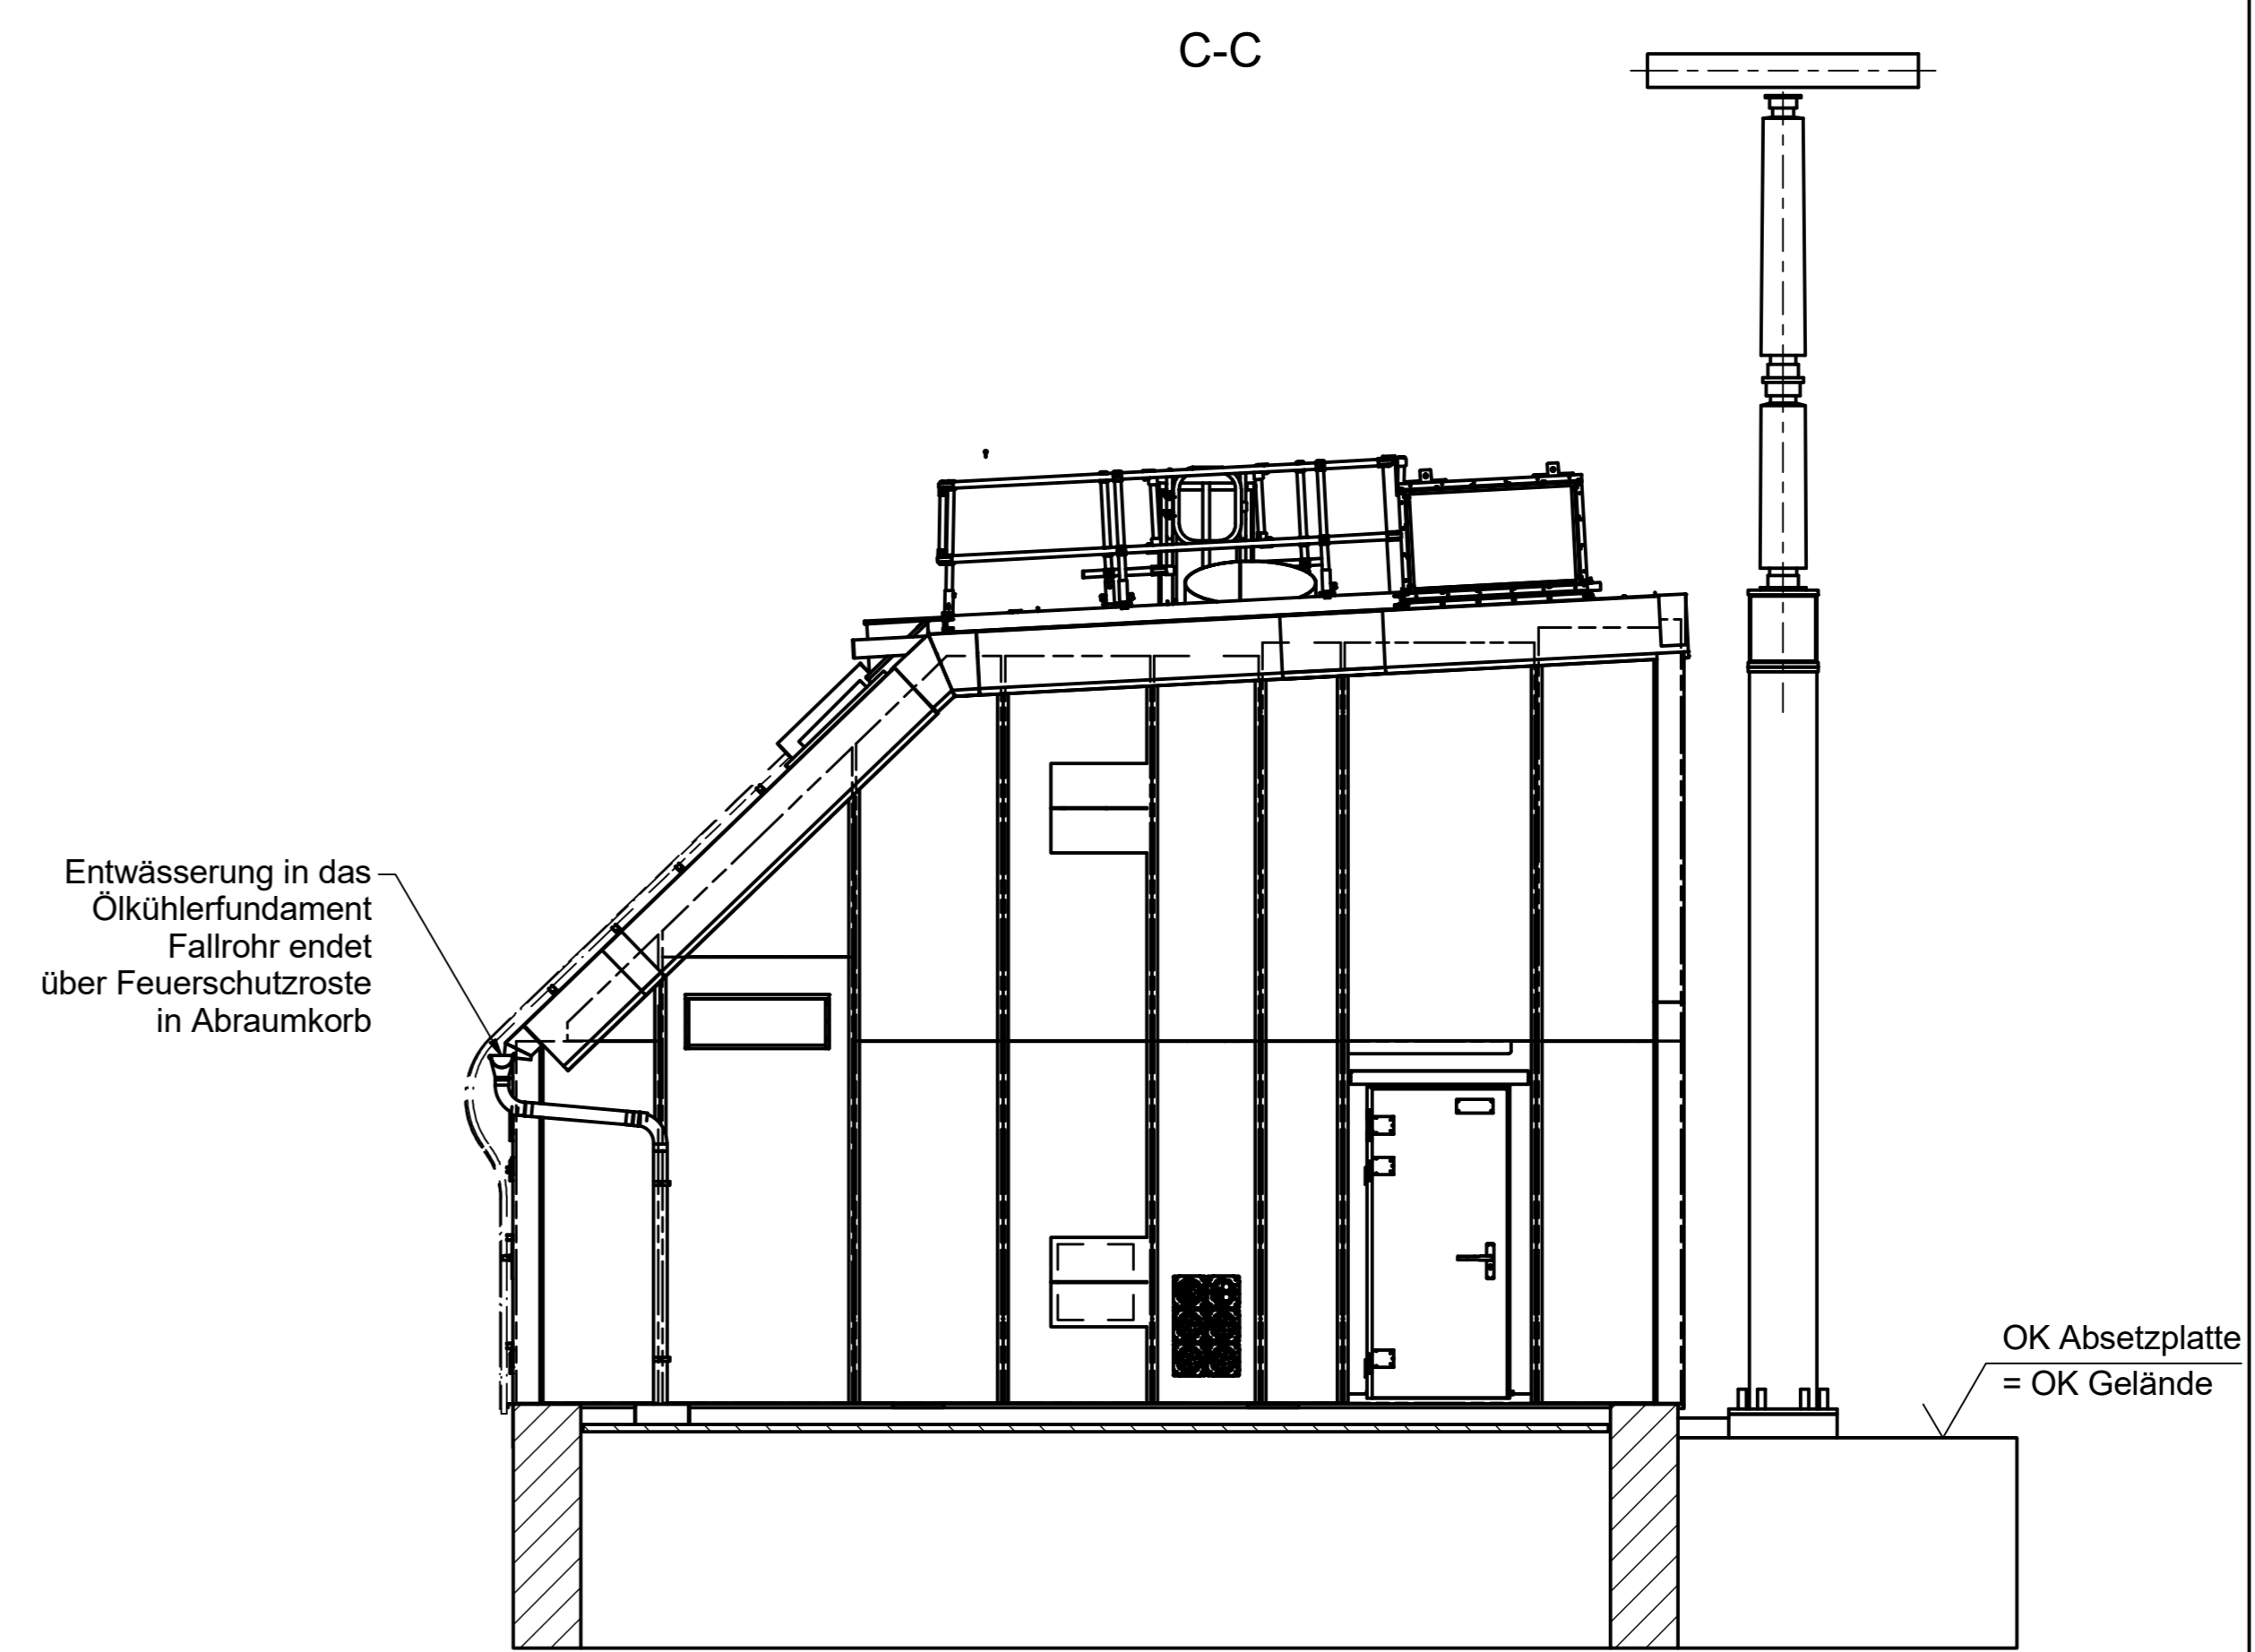 C-C
Entwässerung in das
Ölkühlerfundament
Fallrohr endet
über Feuerschutzroste
in Abraumkorb
OK Absetzplatte
= OK Gelände